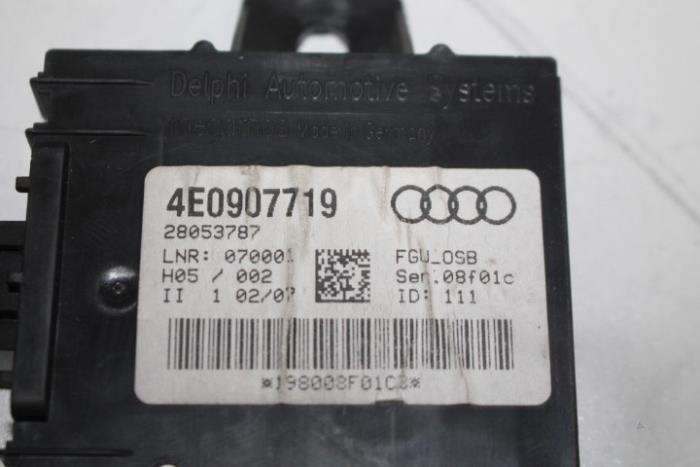 Delphi Automotive Systems
Made in Germany
4E0907719
28053787
LNR: 070001
FGU_OSB
H05 / 002
Ser.08f01c
II 1 02/07
ID: 111
*198008F01C8*